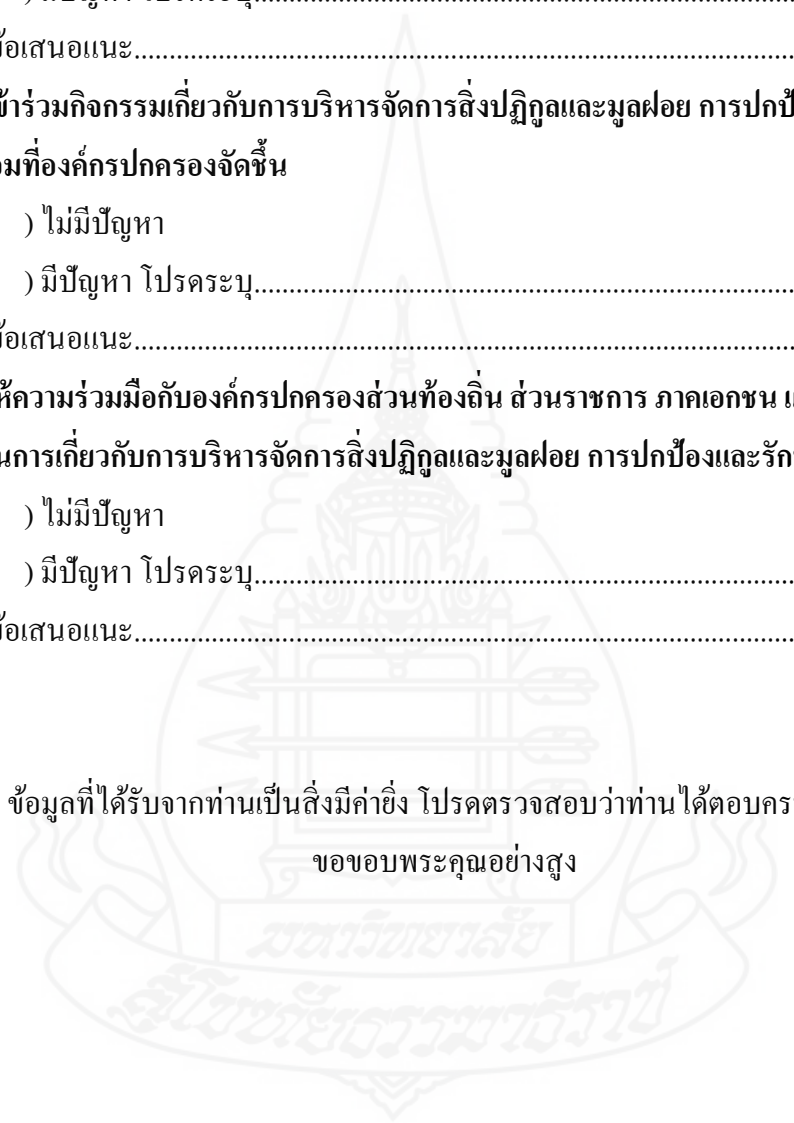 ) มีปัญหา โปรดระบุ............................................................................
ข้อเสนอแนะ............................................................................................
ข้าร่วมกิจกรรมเกี่ยวกับการบริหารจัดการสิ่งปฏิกูลและมูลฝอย การปกป้
อมที่องค์กรปกครองจัดชึ้น
) ไม่มีปัญหา
) มีปัญหา โปรดระบุ............................................................................
ข้อเสนอแนะ............................................................................................
ห้ความร่วมมือกับองค์กรปกครองส่วนท้องถิ่น ส่วนราชการ ภาคเอกชน แ
นการเกี่ยวกับการบริหารจัดการสิ่งปฏิกูลและมูลฝอย การปกป้องและรัก
) ไม่มีปัญหา
) มีปัญหา โปรดระบุ............................................................................
ข้อเสนอแนะ............................................................................................
ข้อมูลที่ได้รับจากท่านเป็นสิ่งมีค่ายิ่ง โปรดตรวจสอบว่าท่านได้ตอบคร
ขอขอบพระคุณอย่างสูง
มหาวิทยาลัย
สุโขทัยธรรมาธิราช